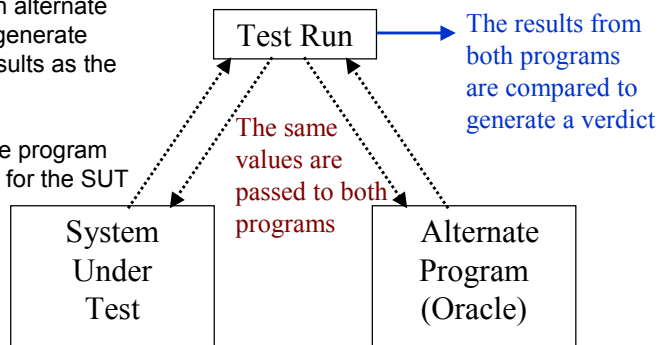 n alternate
generate
sults as the
e program
for the SUT
Test Run
The results from
both programs
are compared to
generate a verdict
The same
values are
passed to both
programs
System
Under
Test
Alternate
Program
(Oracle)